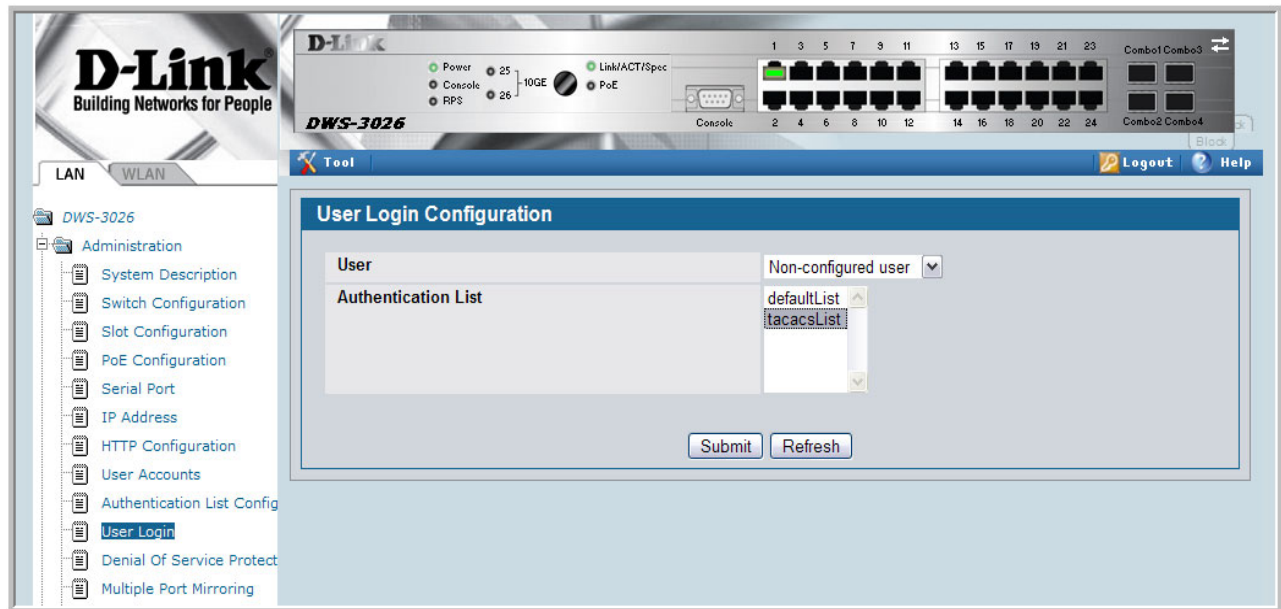 D-Link
Building Networks for People
D-Link
Power
Console
RPS
25
26
10GE
Link/ACT/Spec
PoE
DWS-3026
Console
1 3 5 7 9 11 13 15 17 19 21 23
2 4 6 8 10 12 14 16 18 20 22 24
Combo1 Combo3
Combo2 Combo4
Block
Tool
Logout
Help
LAN
WLAN
DWS-3026
Administration
System Description
Switch Configuration
Slot Configuration
PoE Configuration
Serial Port
IP Address
HTTP Configuration
User Accounts
Authentication List Config
User Login
Denial Of Service Protect
Multiple Port Mirroring
User Login Configuration
User
Non-configured user
Authentication List
defaultList
tacacsList
Submit
Refresh